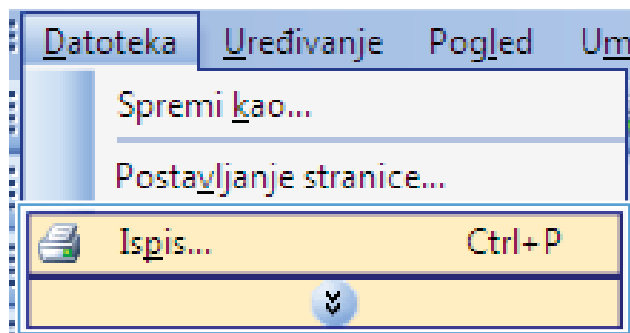 Datoteka Uređivanje Pogled Um
Spremi kao...
Postavljanje stranice...
Ispis... Ctrl+P